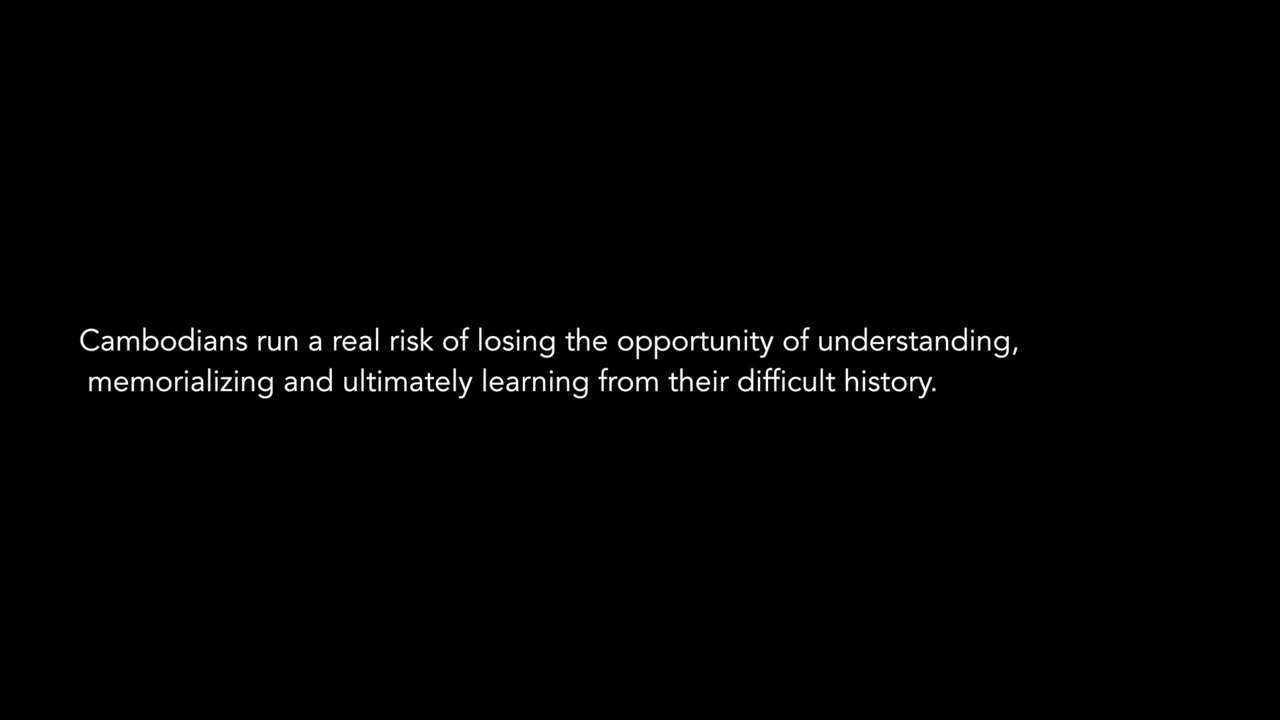 Cambodians run a real risk of losing the opportunity of understanding,
memorializing and ultimately learning from their difficult history.